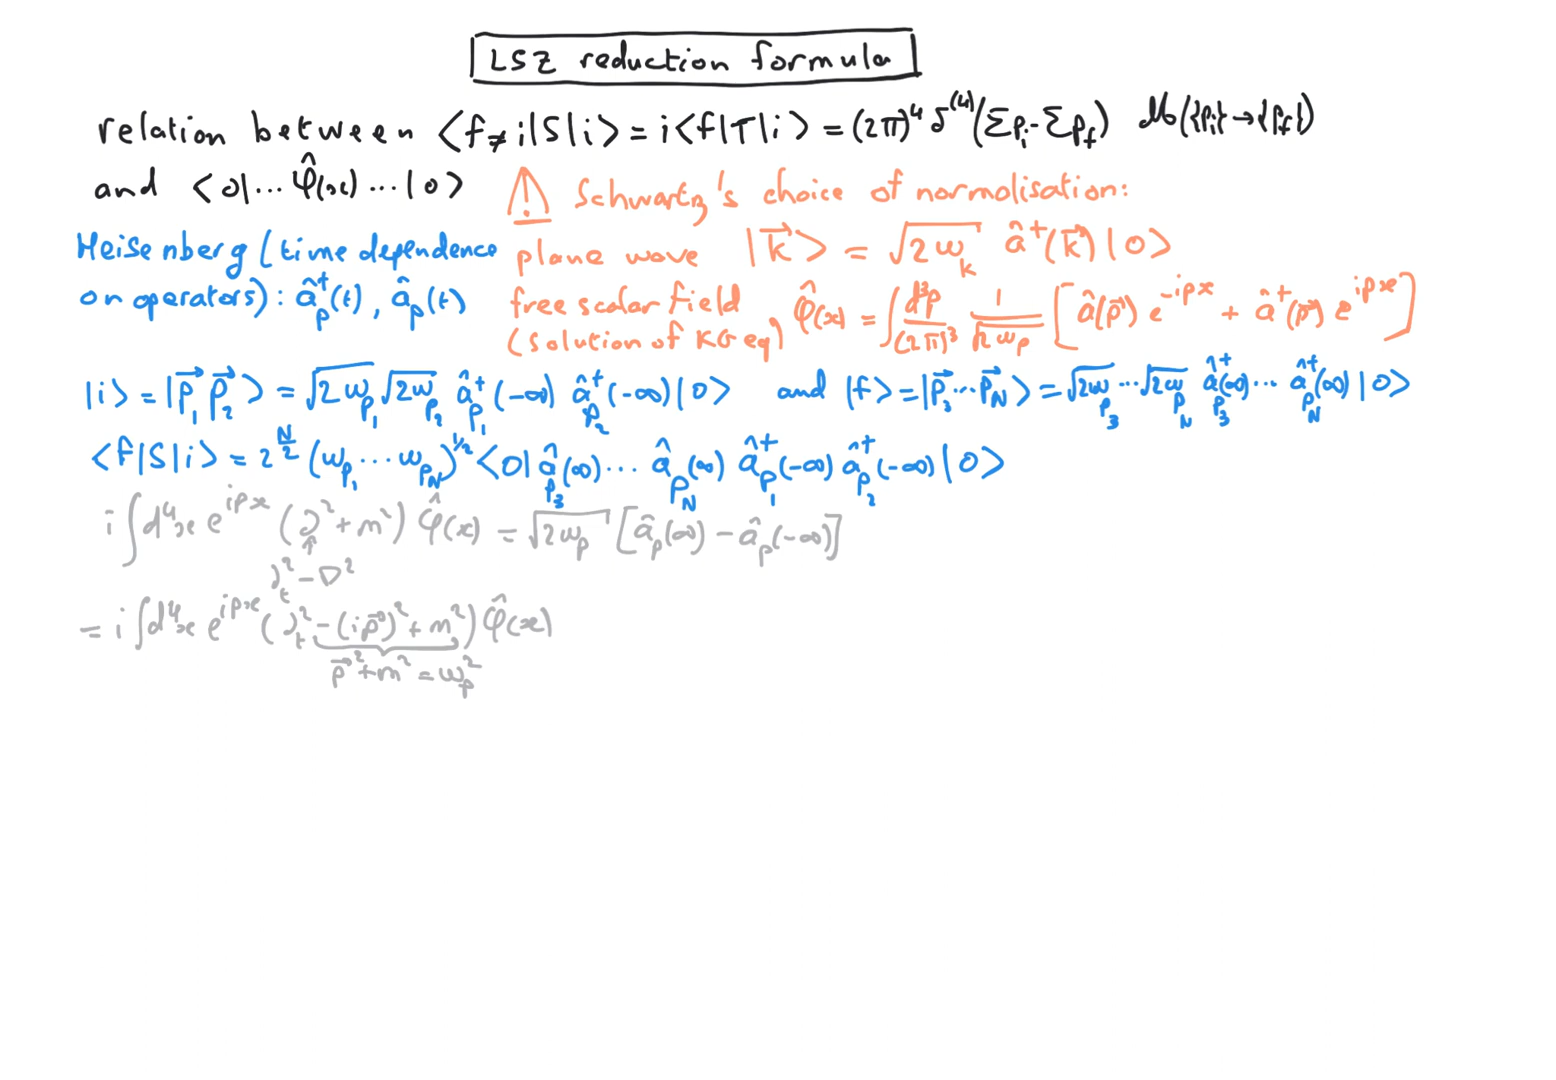 LSZ reduction formula
relation between <f≠i|S|i> = i<f|T|i> = (2π)⁴ δ⁽⁴⁾(Σpᵢ-Σp_f) ℳ({pᵢ}→{p_f})
and <0|... φ̂(x) ...|0>
⚠ Schwartz's choice of normolisation:
plane wave |k⃗> = √(2ω_k) â⁺(k⃗)|0>
free scalar field φ̂(x) = ∫ d³p/(2π)³ 1/√(2ω_p) [â(p⃗) e^{-ipx} + â⁺(p⃗) e^{ipx}]
(solution of KG eq)
Heisenberg (time dependence
on operators): â⁺_p(t), â_p(t)
|i> = |p⃗₁ p⃗₂> = √(2ω_{p₁}) √(2ω_{p₂}) â⁺_{p₁}(-∞) â⁺_{p₂}(-∞)|0> and |f> = |p⃗₃...p⃗_N> = √(2ω_{p₃}) ... √(2ω_{p_N}) â⁺_{p₃}(∞) ... â⁺_{p_N}(∞)|0>
<f|S|i> = 2^{N/2} (ω_{p₁}...ω_{p_N})^{1/2} <0|â_{p₃}(∞)... â_{p_N}(∞) â⁺_{p₁}(-∞) â⁺_{p₂}(-∞)|0>
i∫d⁴x e^{ipx} (∂²+m²) φ̂(x) = √(2ω_p) [â_p(∞) - â_p(-∞)]
↑
∂_t² - ∇²
= i∫d⁴x e^{ipx} (∂_t² -(ip⃗)²+m²) φ̂(x)
p⃗²+m² = ω_p²